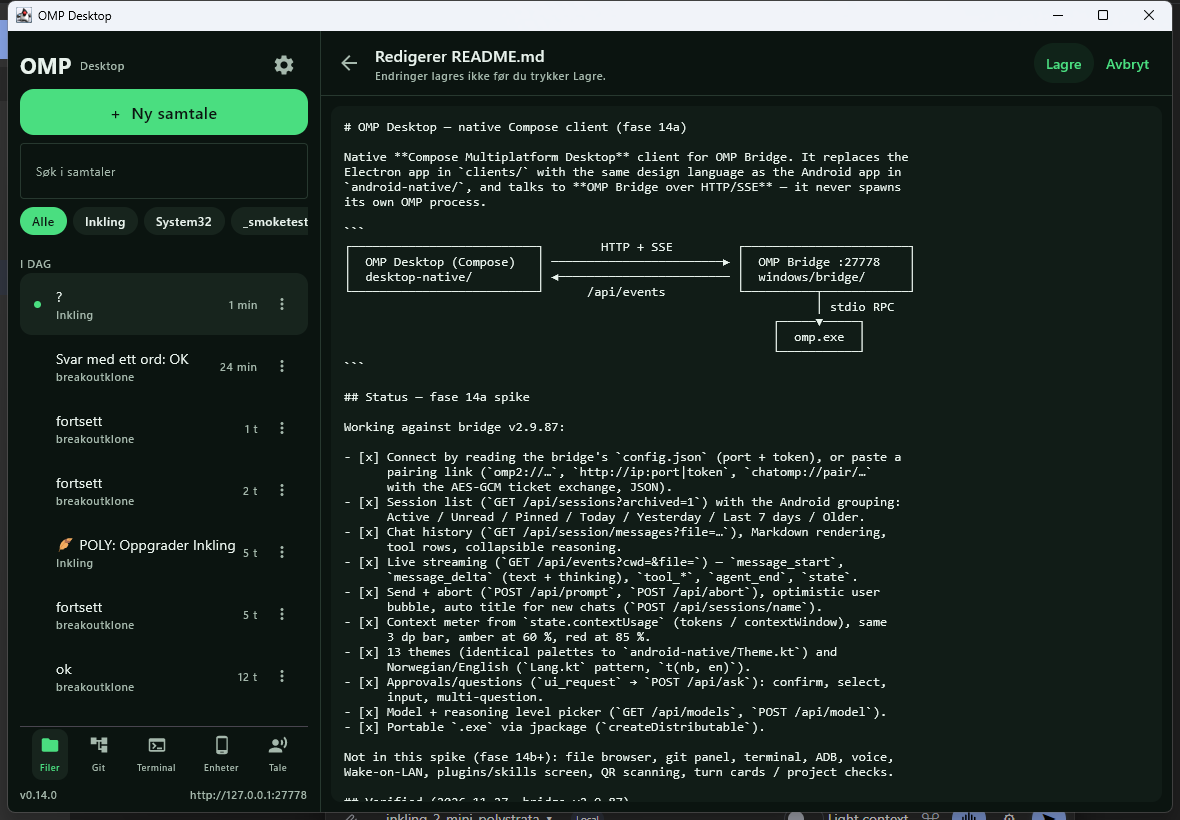 OMP Desktop
OMP Desktop
+ Ny samtale
Søk i samtaler
Alle Inkling System32 _smoketest
I DAG
?
Inkling
1 min
Svar med ett ord: OK
breakoutklone
24 min
fortsett
breakoutklone
1 t
fortsett
breakoutklone
2 t
POLY: Oppgrader Inkling
Inkling
5 t
fortsett
breakoutklone
5 t
ok
breakoutklone
12 t
Filer Git Terminal Enheter Tale
v0.14.0 http://127.0.0.1:27778
Redigerer README.md
Endringer lagres ikke før du trykker Lagre.
Lagre Avbryt
# OMP Desktop — native Compose client (fase 14a)
Native **Compose Multiplatform Desktop** client for OMP Bridge. It replaces the
Electron app in `clients/` with the same design language as the Android app in
`android-native/`, and talks to **OMP Bridge over HTTP/SSE** — it never spawns
its own OMP process.
```
HTTP + SSE
OMP Desktop (Compose) OMP Bridge :27778
desktop-native/ windows/bridge/
/api/events
stdio RPC
omp.exe
```
## Status — fase 14a spike
Working against bridge v2.9.87:
- [x] Connect by reading the bridge's `config.json` (port + token), or paste a
pairing link (`omp2://…`, `http://ip:port|token`, `chatomp://pair/…`
with the AES-GCM ticket exchange, JSON).
- [x] Session list (`GET /api/sessions?archived=1`) with the Android grouping:
Active / Unread / Pinned / Today / Yesterday / Last 7 days / Older.
- [x] Chat history (`GET /api/session/messages?file=…`), Markdown rendering,
tool rows, collapsible reasoning.
- [x] Live streaming (`GET /api/events?cwd=&file=`) — `message_start`,
`message_delta` (text + thinking), `tool_*`, `agent_end`, `state`.
- [x] Send + abort (`POST /api/prompt`, `POST /api/abort`), optimistic user
bubble, auto title for new chats (`POST /api/sessions/name`).
- [x] Context meter from `state.contextUsage` (tokens / contextWindow), same
3 dp bar, amber at 60 %, red at 85 %.
- [x] 13 themes (identical palettes to `android-native/Theme.kt`) and
Norwegian/English (`Lang.kt` pattern, `t(nb, en)`).
- [x] Approvals/questions (`ui_request` → `POST /api/ask`): confirm, select,
input, multi-question.
- [x] Model + reasoning level picker (`GET /api/models`, `POST /api/model`).
- [x] Portable `.exe` via jpackage (`createDistributable`).
Not in this spike (fase 14b+): file browser, git panel, terminal, ADB, voice,
Wake-on-LAN, plugins/skills screen, QR scanning, turn cards / project checks.